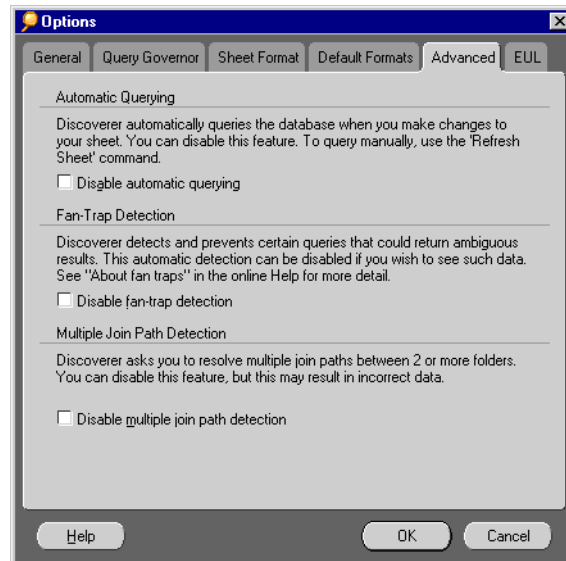 Options
General Query Governor Sheet Format Default Formats Advanced EUL
Automatic Querying
Discoverer automatically queries the database when you make changes to
your sheet. You can disable this feature. To query manually, use the 'Refresh
Sheet' command.
Disable automatic querying
Fan-Trap Detection
Discoverer detects and prevents certain queries that could return ambiguous
results. This automatic detection can be disabled if you wish to see such data.
See "About fan traps" in the online Help for more detail.
Disable fan-trap detection
Multiple Join Path Detection
Discoverer asks you to resolve multiple join paths between 2 or more folders.
You can disable this feature, but this may result in incorrect data.
Disable multiple join path detection
Help OK Cancel